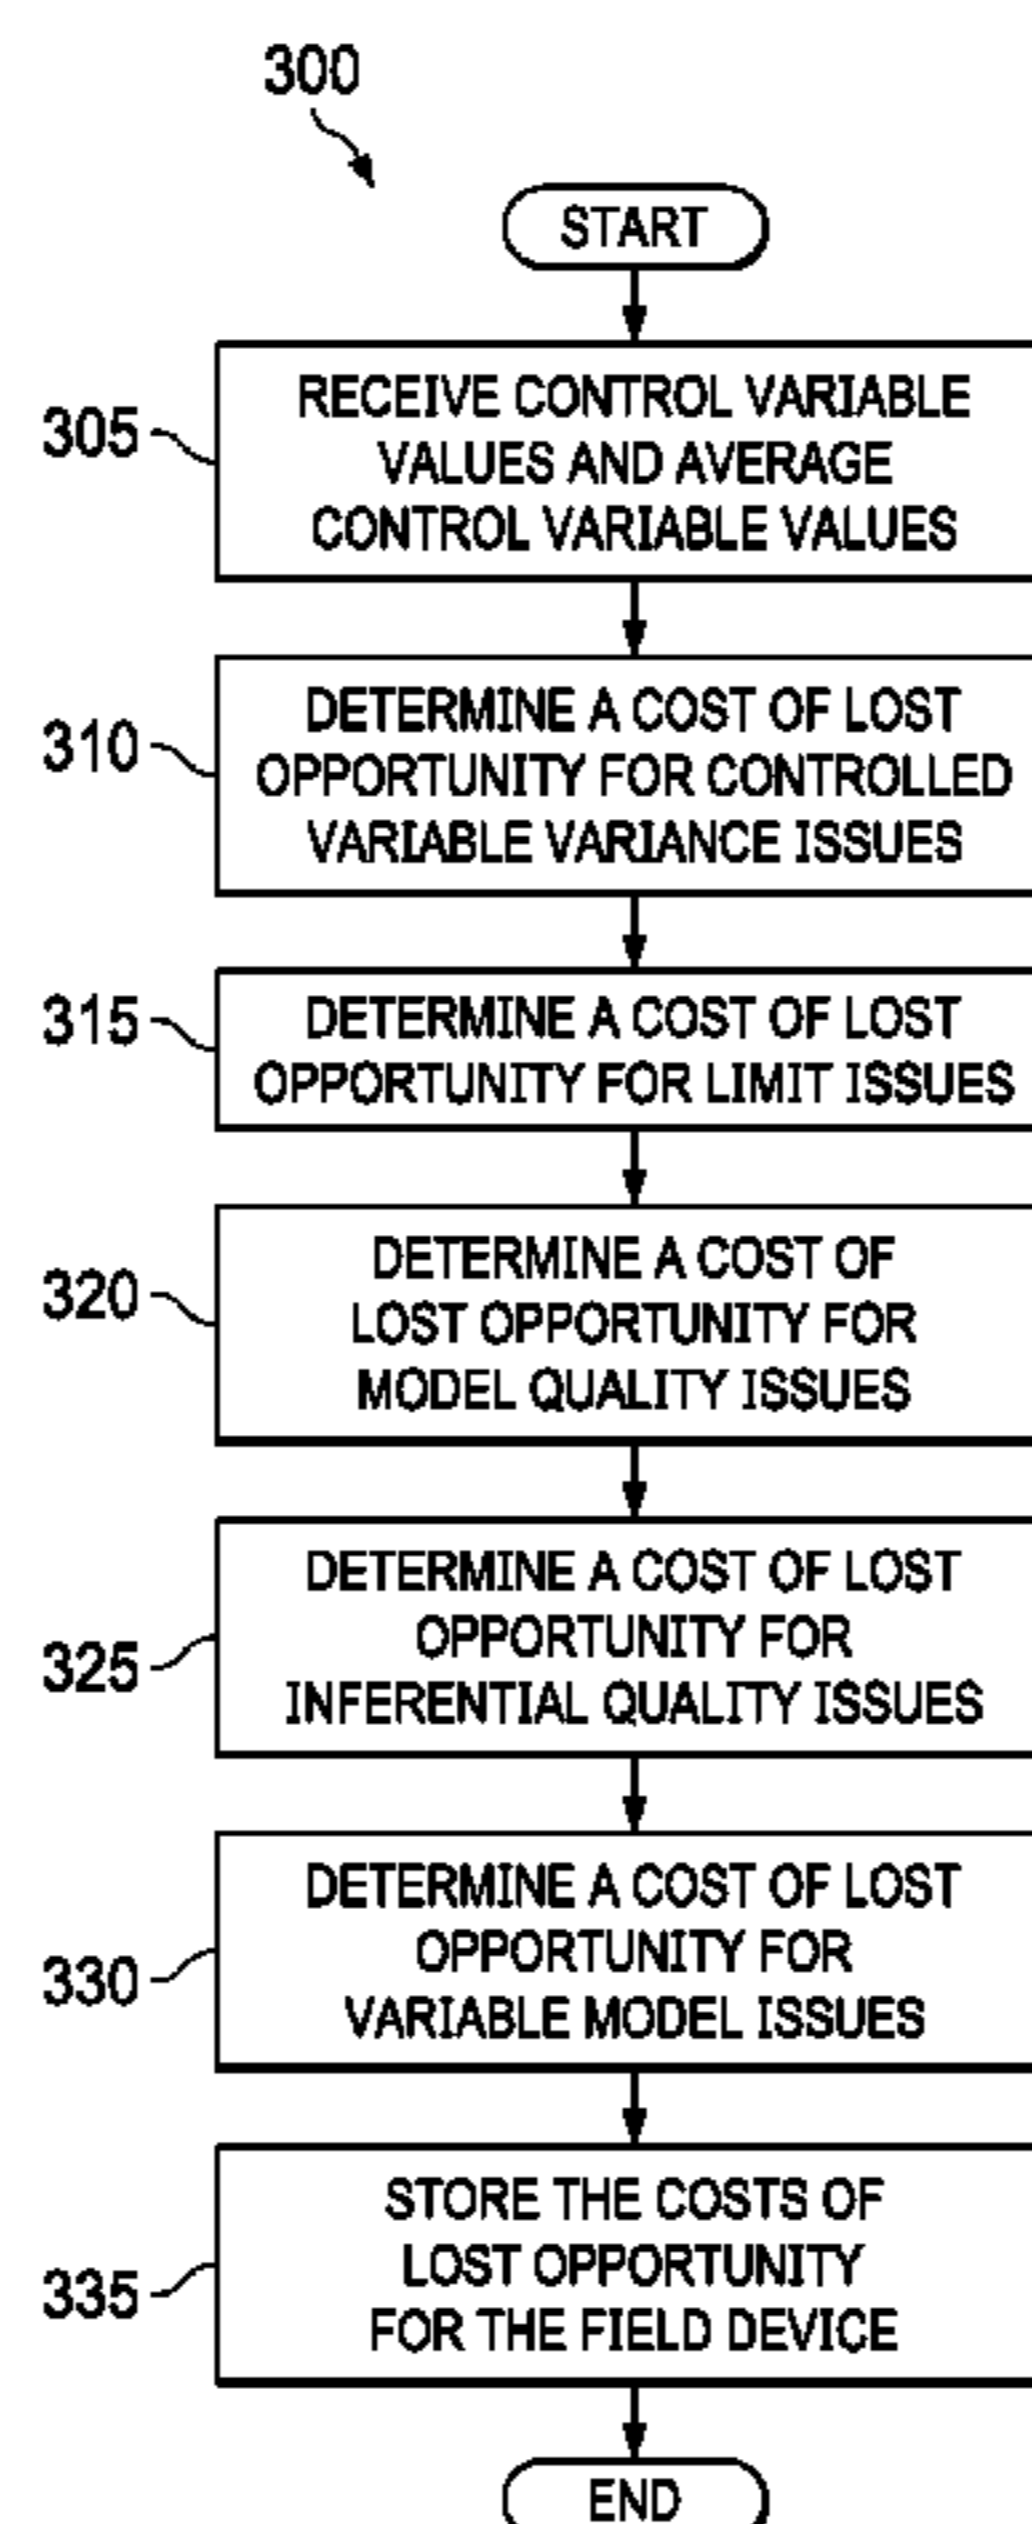 300
START
305
RECEIVE CONTROL VARIABLE
VALUES AND AVERAGE
CONTROL VARIABLE VALUES
310
DETERMINE A COST OF LOST
OPPORTUNITY FOR CONTROLLED
VARIABLE VARIANCE ISSUES
315
DETERMINE A COST OF LOST
OPPORTUNITY FOR LIMIT ISSUES
320
DETERMINE A COST OF
LOST OPPORTUNITY FOR
MODEL QUALITY ISSUES
325
DETERMINE A COST OF LOST
OPPORTUNITY FOR
INFERENTIAL QUALITY ISSUES
330
DETERMINE A COST OF LOST
OPPORTUNITY FOR
VARIABLE MODEL ISSUES
335
STORE THE COSTS OF
LOST OPPORTUNITY
FOR THE FIELD DEVICE
END